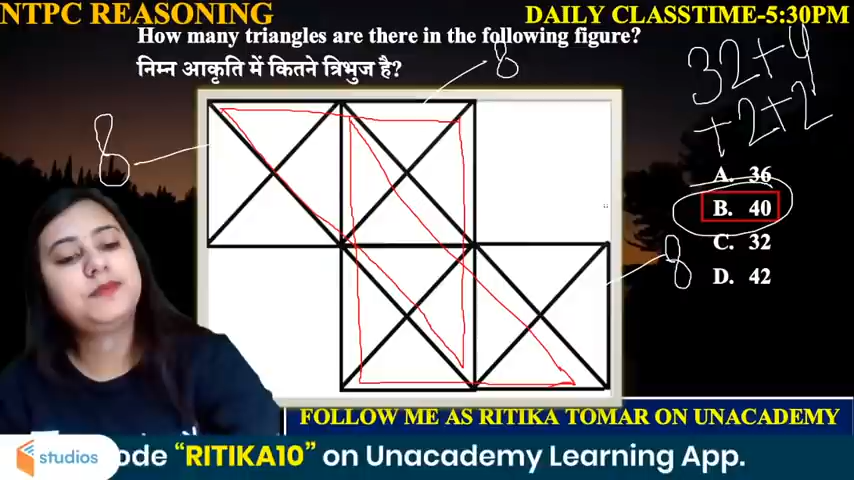 NTPC REASONING
DAILY CLASSTIME-5:30PM
How many triangles are there in the following figure?
निम्न आकृति में कितने त्रिभुज है?
8
8
32+4
+2+2
A. 36
B. 40
C. 32
D. 42
8
FOLLOW ME AS RITIKA TOMAR ON UNACADEMY
studios
ode “RITIKA10” on Unacademy Learning App.